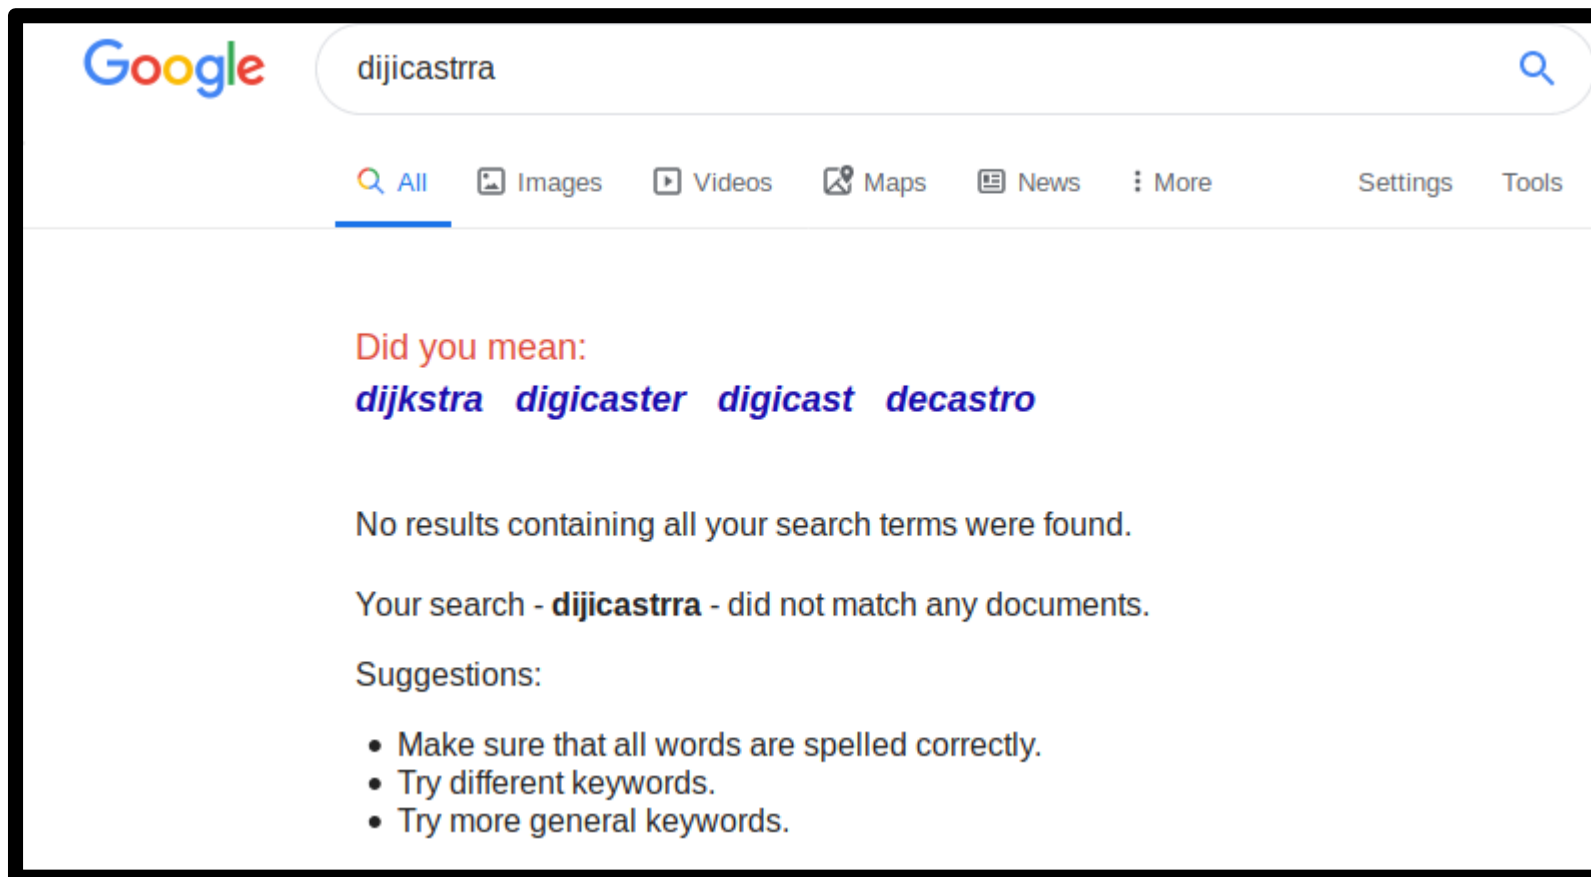 Google dijicastrra
All Images Videos Maps News More Settings Tools
Did you mean:
dijkstra digicaster digicast decastro
No results containing all your search terms were found.
Your search - dijicastrra - did not match any documents.
Suggestions:
• Make sure that all words are spelled correctly.
• Try different keywords.
• Try more general keywords.